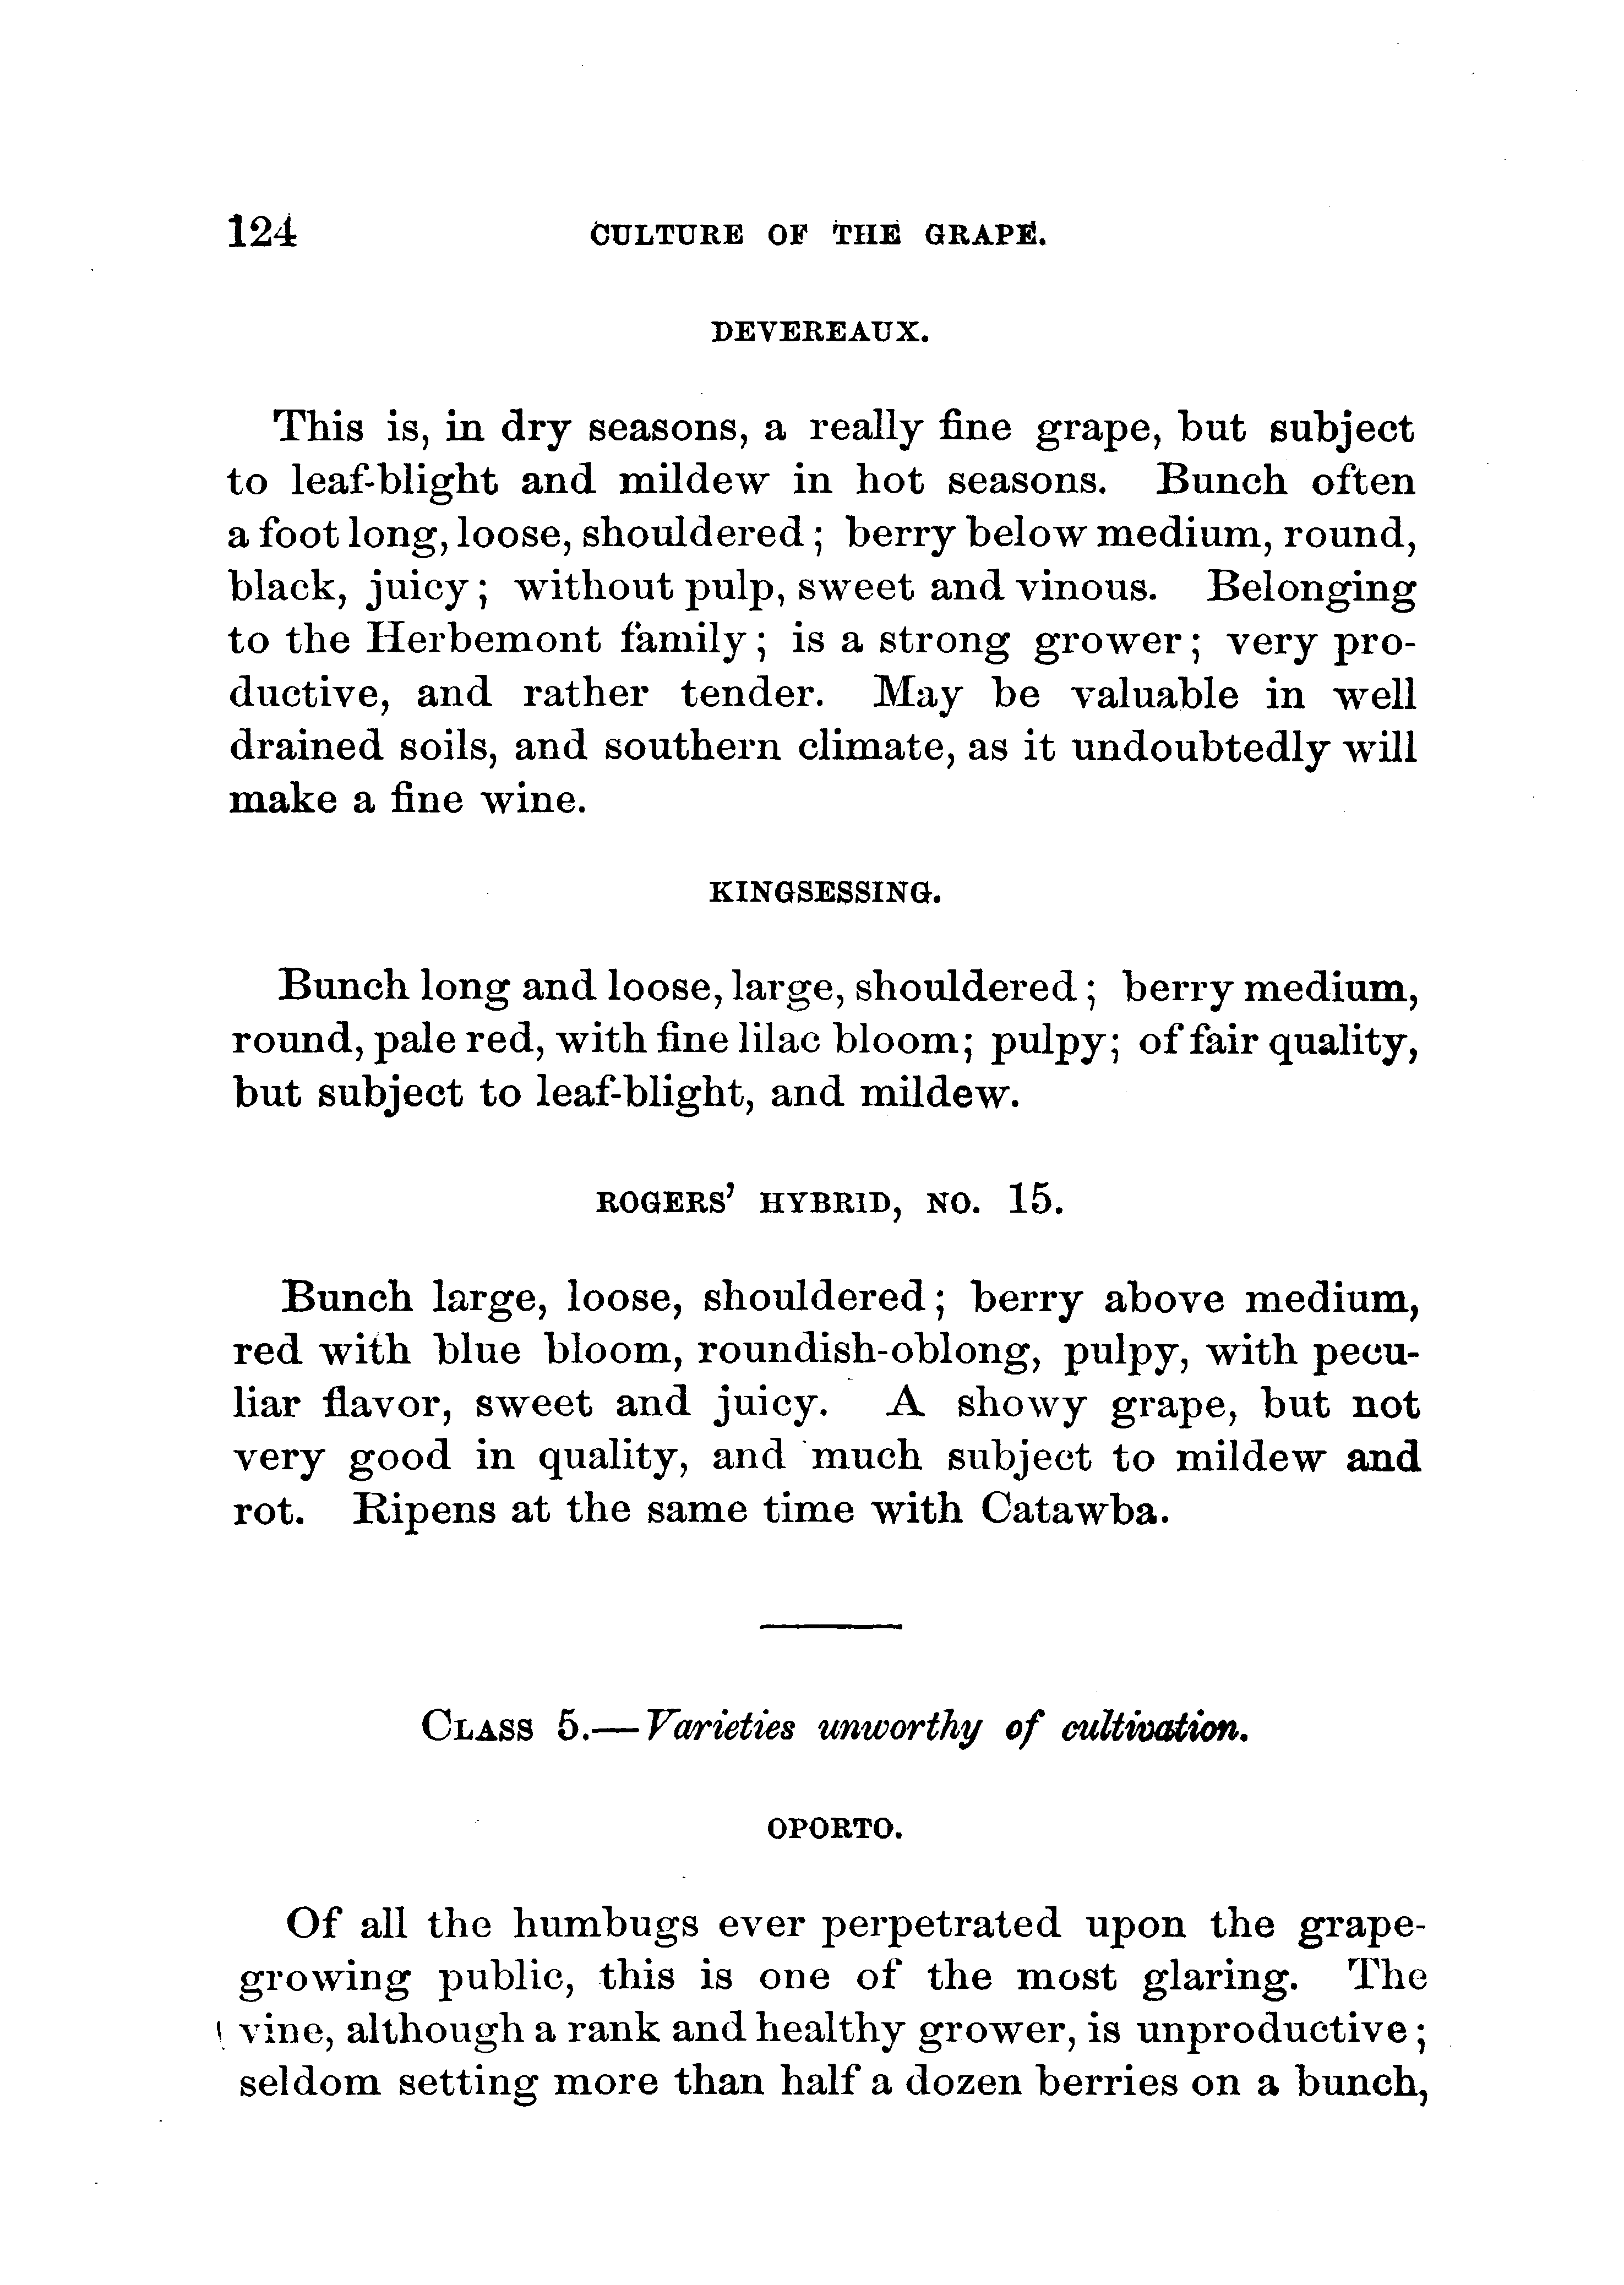 124 CULTURE OF THE GRAPE.
DEVEREAUX.
This is, in dry seasons, a really fine grape, but subject
to leaf-blight and mildew in hot seasons. Bunch often
a foot long, loose, shouldered; berry below medium, round,
black, juicy; without pulp, sweet and vinous. Belonging
to the Herbemont family; is a strong grower; very pro-
ductive, and rather tender. May be valuable in well
drained soils, and southern climate, as it undoubtedly will
make a fine wine.
KINGSESSING.
Bunch long and loose, large, shouldered; berry medium,
round, pale red, with fine lilac bloom; pulpy; of fair quality,
but subject to leaf-blight, and mildew.
ROGERS' HYBRID, NO. 15.
Bunch large, loose, shouldered; berry above medium,
red with blue bloom, roundish-oblong, pulpy, with pecu-
liar flavor, sweet and juicy. A showy grape, but not
very good in quality, and much subject to mildew and
rot. Ripens at the same time with Catawba.
CLASS 5.—Varieties unworthy of cultivation.
OPORTO.
Of all the humbugs ever perpetrated upon the grape-
growing public, this is one of the most glaring. The
vine, although a rank and healthy grower, is unproductive;
seldom setting more than half a dozen berries on a bunch,